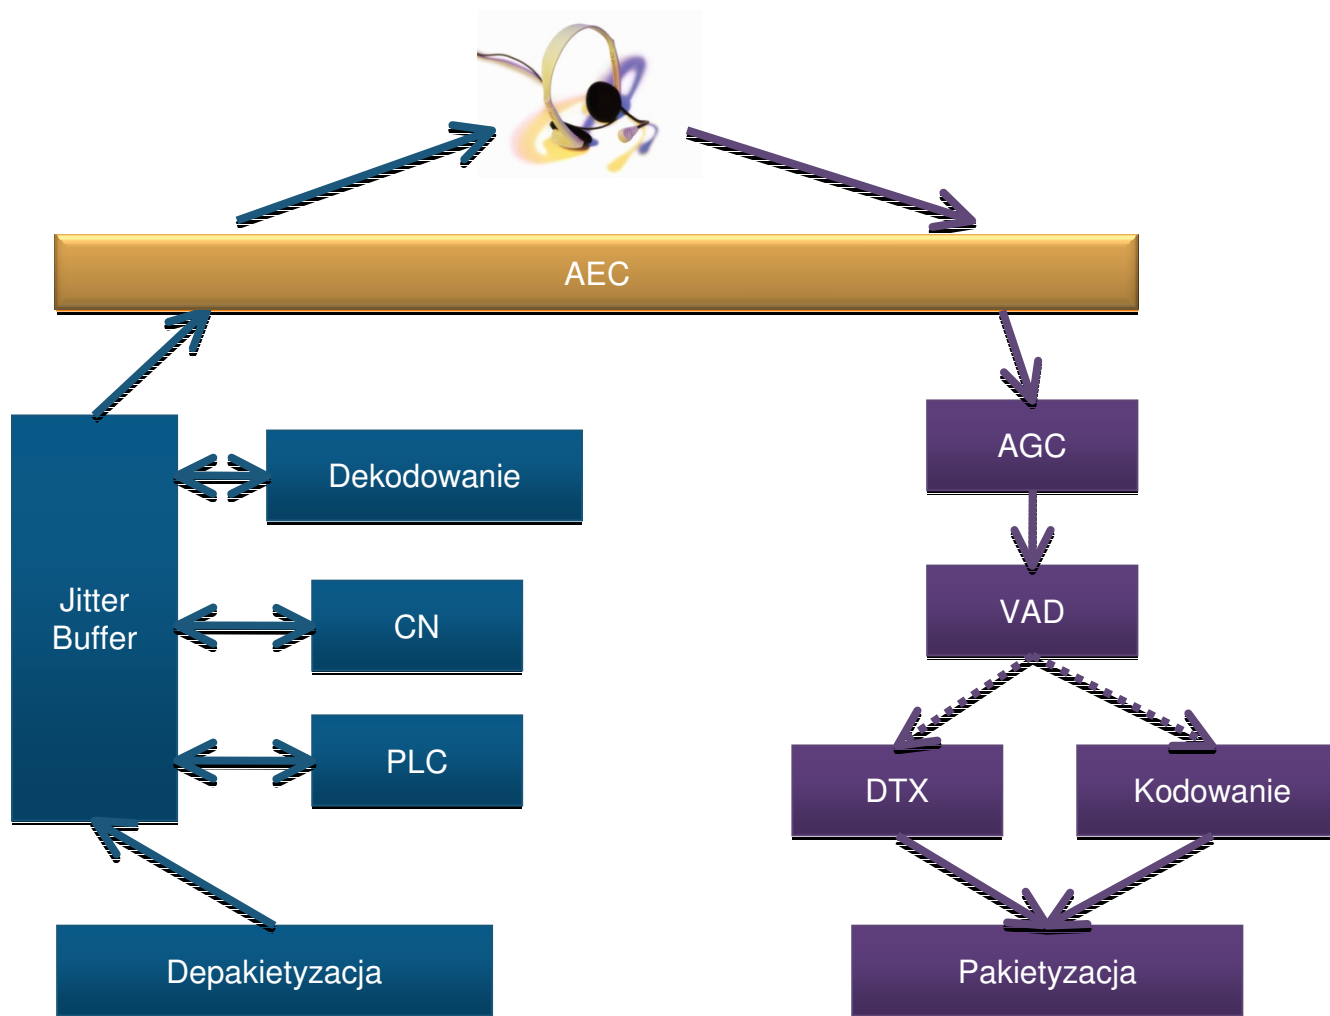 AEC
AGC
Dekodowanie
Jitter
Buffer
CN
VAD
PLC
DTX
Kodowanie
Depakietyzacja
Pakietyzacja